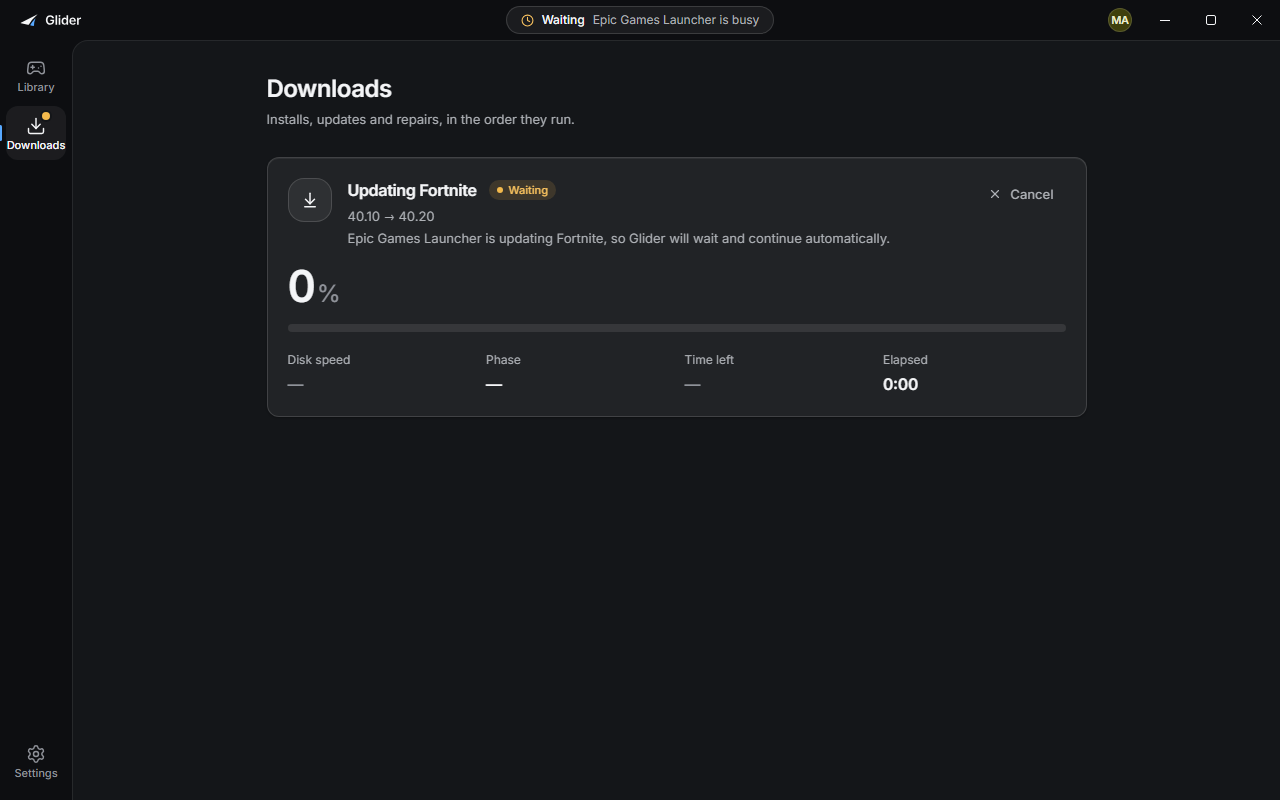 Glider
Waiting Epic Games Launcher is busy
MA
Library
Downloads
Settings
Downloads
Installs, updates and repairs, in the order they run.
Updating Fortnite Waiting
Cancel
40.10 → 40.20
Epic Games Launcher is updating Fortnite, so Glider will wait and continue automatically.
0%
Disk speed Phase Time left Elapsed
— — — 0:00